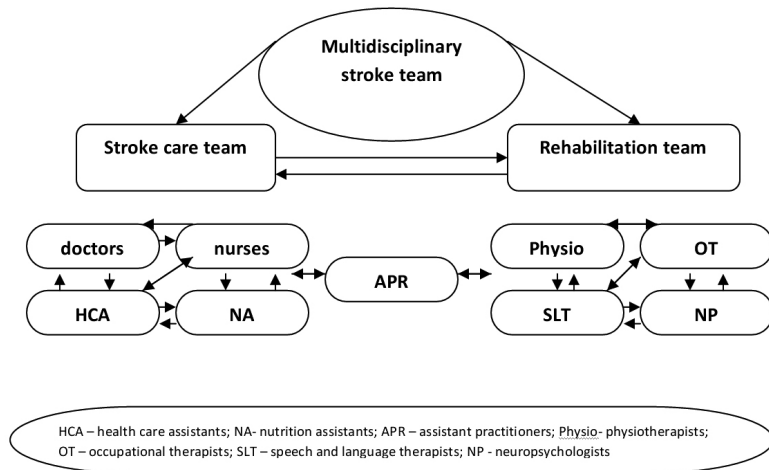 Multidisciplinary
stroke team
Stroke care team
Rehabilitation team
doctors
nurses
Physio
OT
APR
HCA
NA
SLT
NP
HCA – health care assistants; NA- nutrition assistants; APR – assistant practitioners; Physio- physiotherapists;
OT – occupational therapists; SLT – speech and language therapists; NP - neuropsychologists